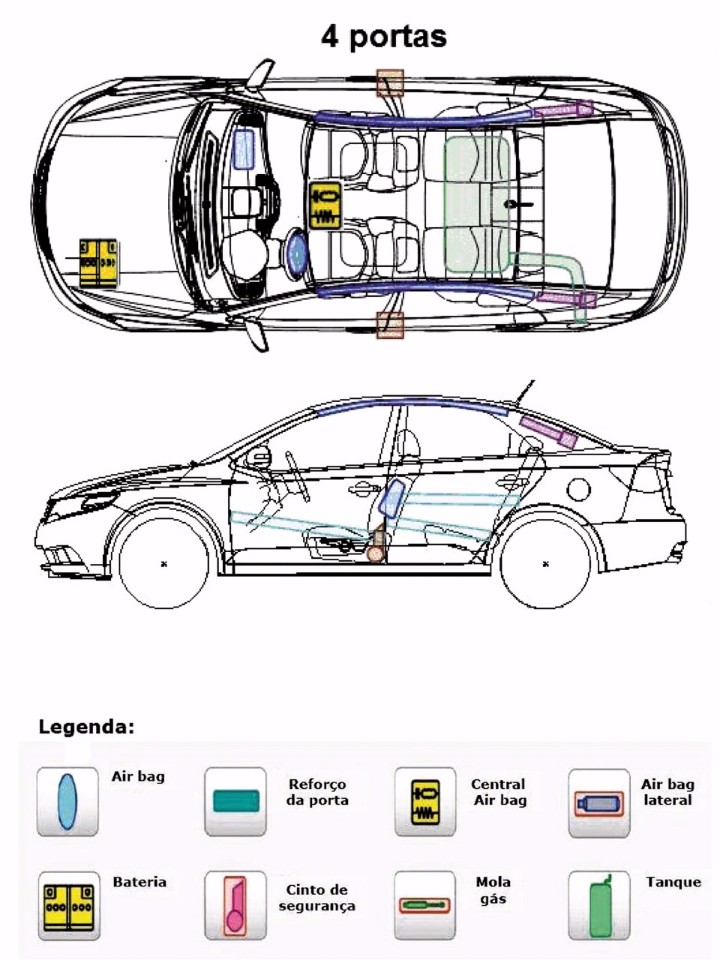 4 portas
Legenda:
Air bag
Reforço
da porta
Central
Air bag
Air bag
lateral
Bateria
Cinto de
segurança
Mola
gás
Tanque